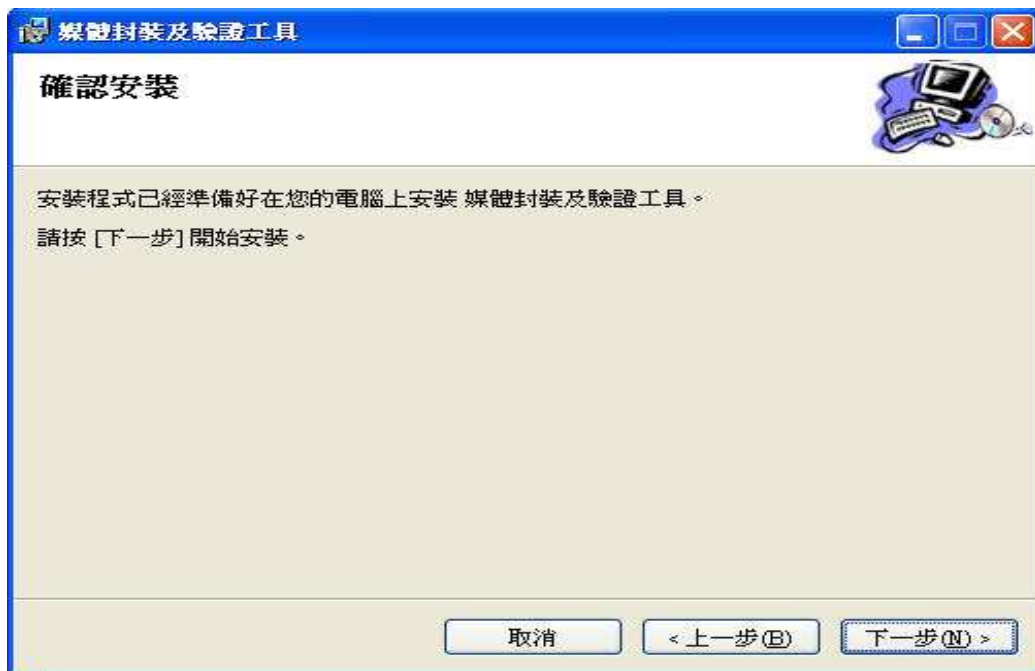 媒體封裝及驗證工具
確認安裝
安裝程式已經準備好在您的電腦上安裝 媒體封裝及驗證工具。
請按 [下一步] 開始安裝。
取消
< 上一步(B)
下一步(N) >